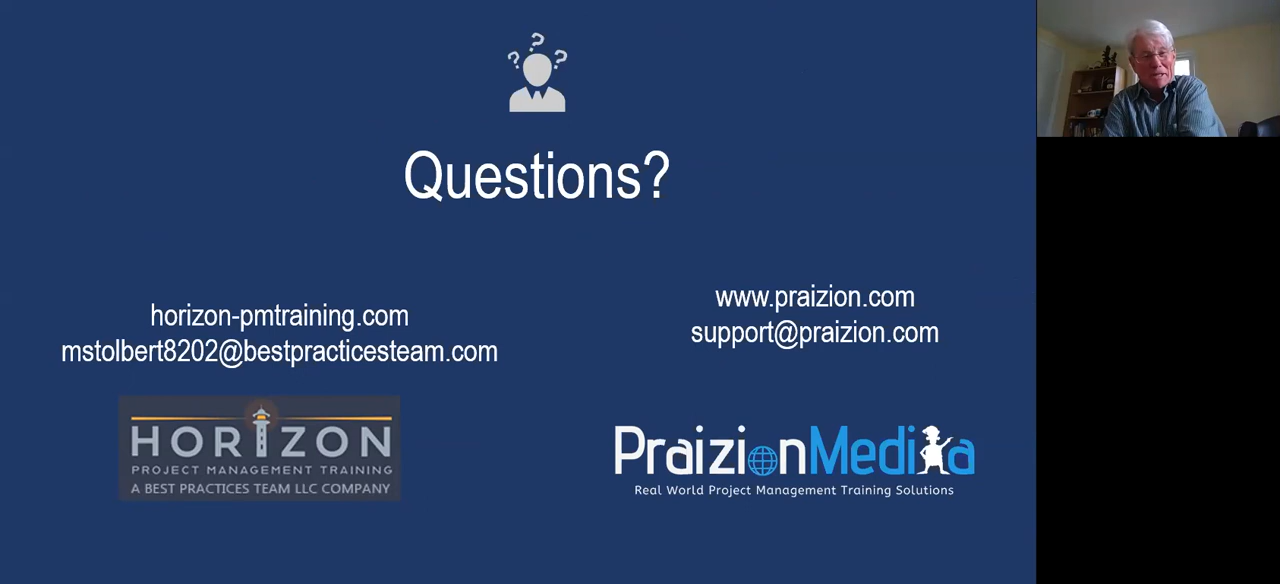 Questions?
horizon-pmtraining.com
mstolbert8202@bestpracticesteam.com
HORIZON
PROJECT MANAGEMENT TRAINING
A BEST PRACTICES TEAM LLC COMPANY
www.praizion.com
support@praizion.com
PraizionMedia
Real World Project Management Training Solutions